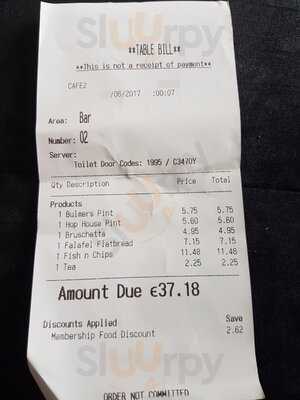 Sluurpy
**TABLE BILL**
**This is not a receipt of payment**
CAFE2
/06/2017 :00:07
Area: Bar
Number: 02
Server:
Toilet Door Codes: 1995 / C3470Y
Qty Description Price Total
Products
1 Bulmers Pint 5.75 5.75
1 Hop House Pint 5.60 5.60
1 Bruschetta 4.95 4.95
1 Falafel Flatbread 7.15 7.15
1 Fish n Chips 11.48 11.48
1 Tea 2.25 2.25
Amount Due €37.18
Discounts Applied Save
Membership Food Discount 2.62
Sluurpy
ORDER NOT COMMITTED